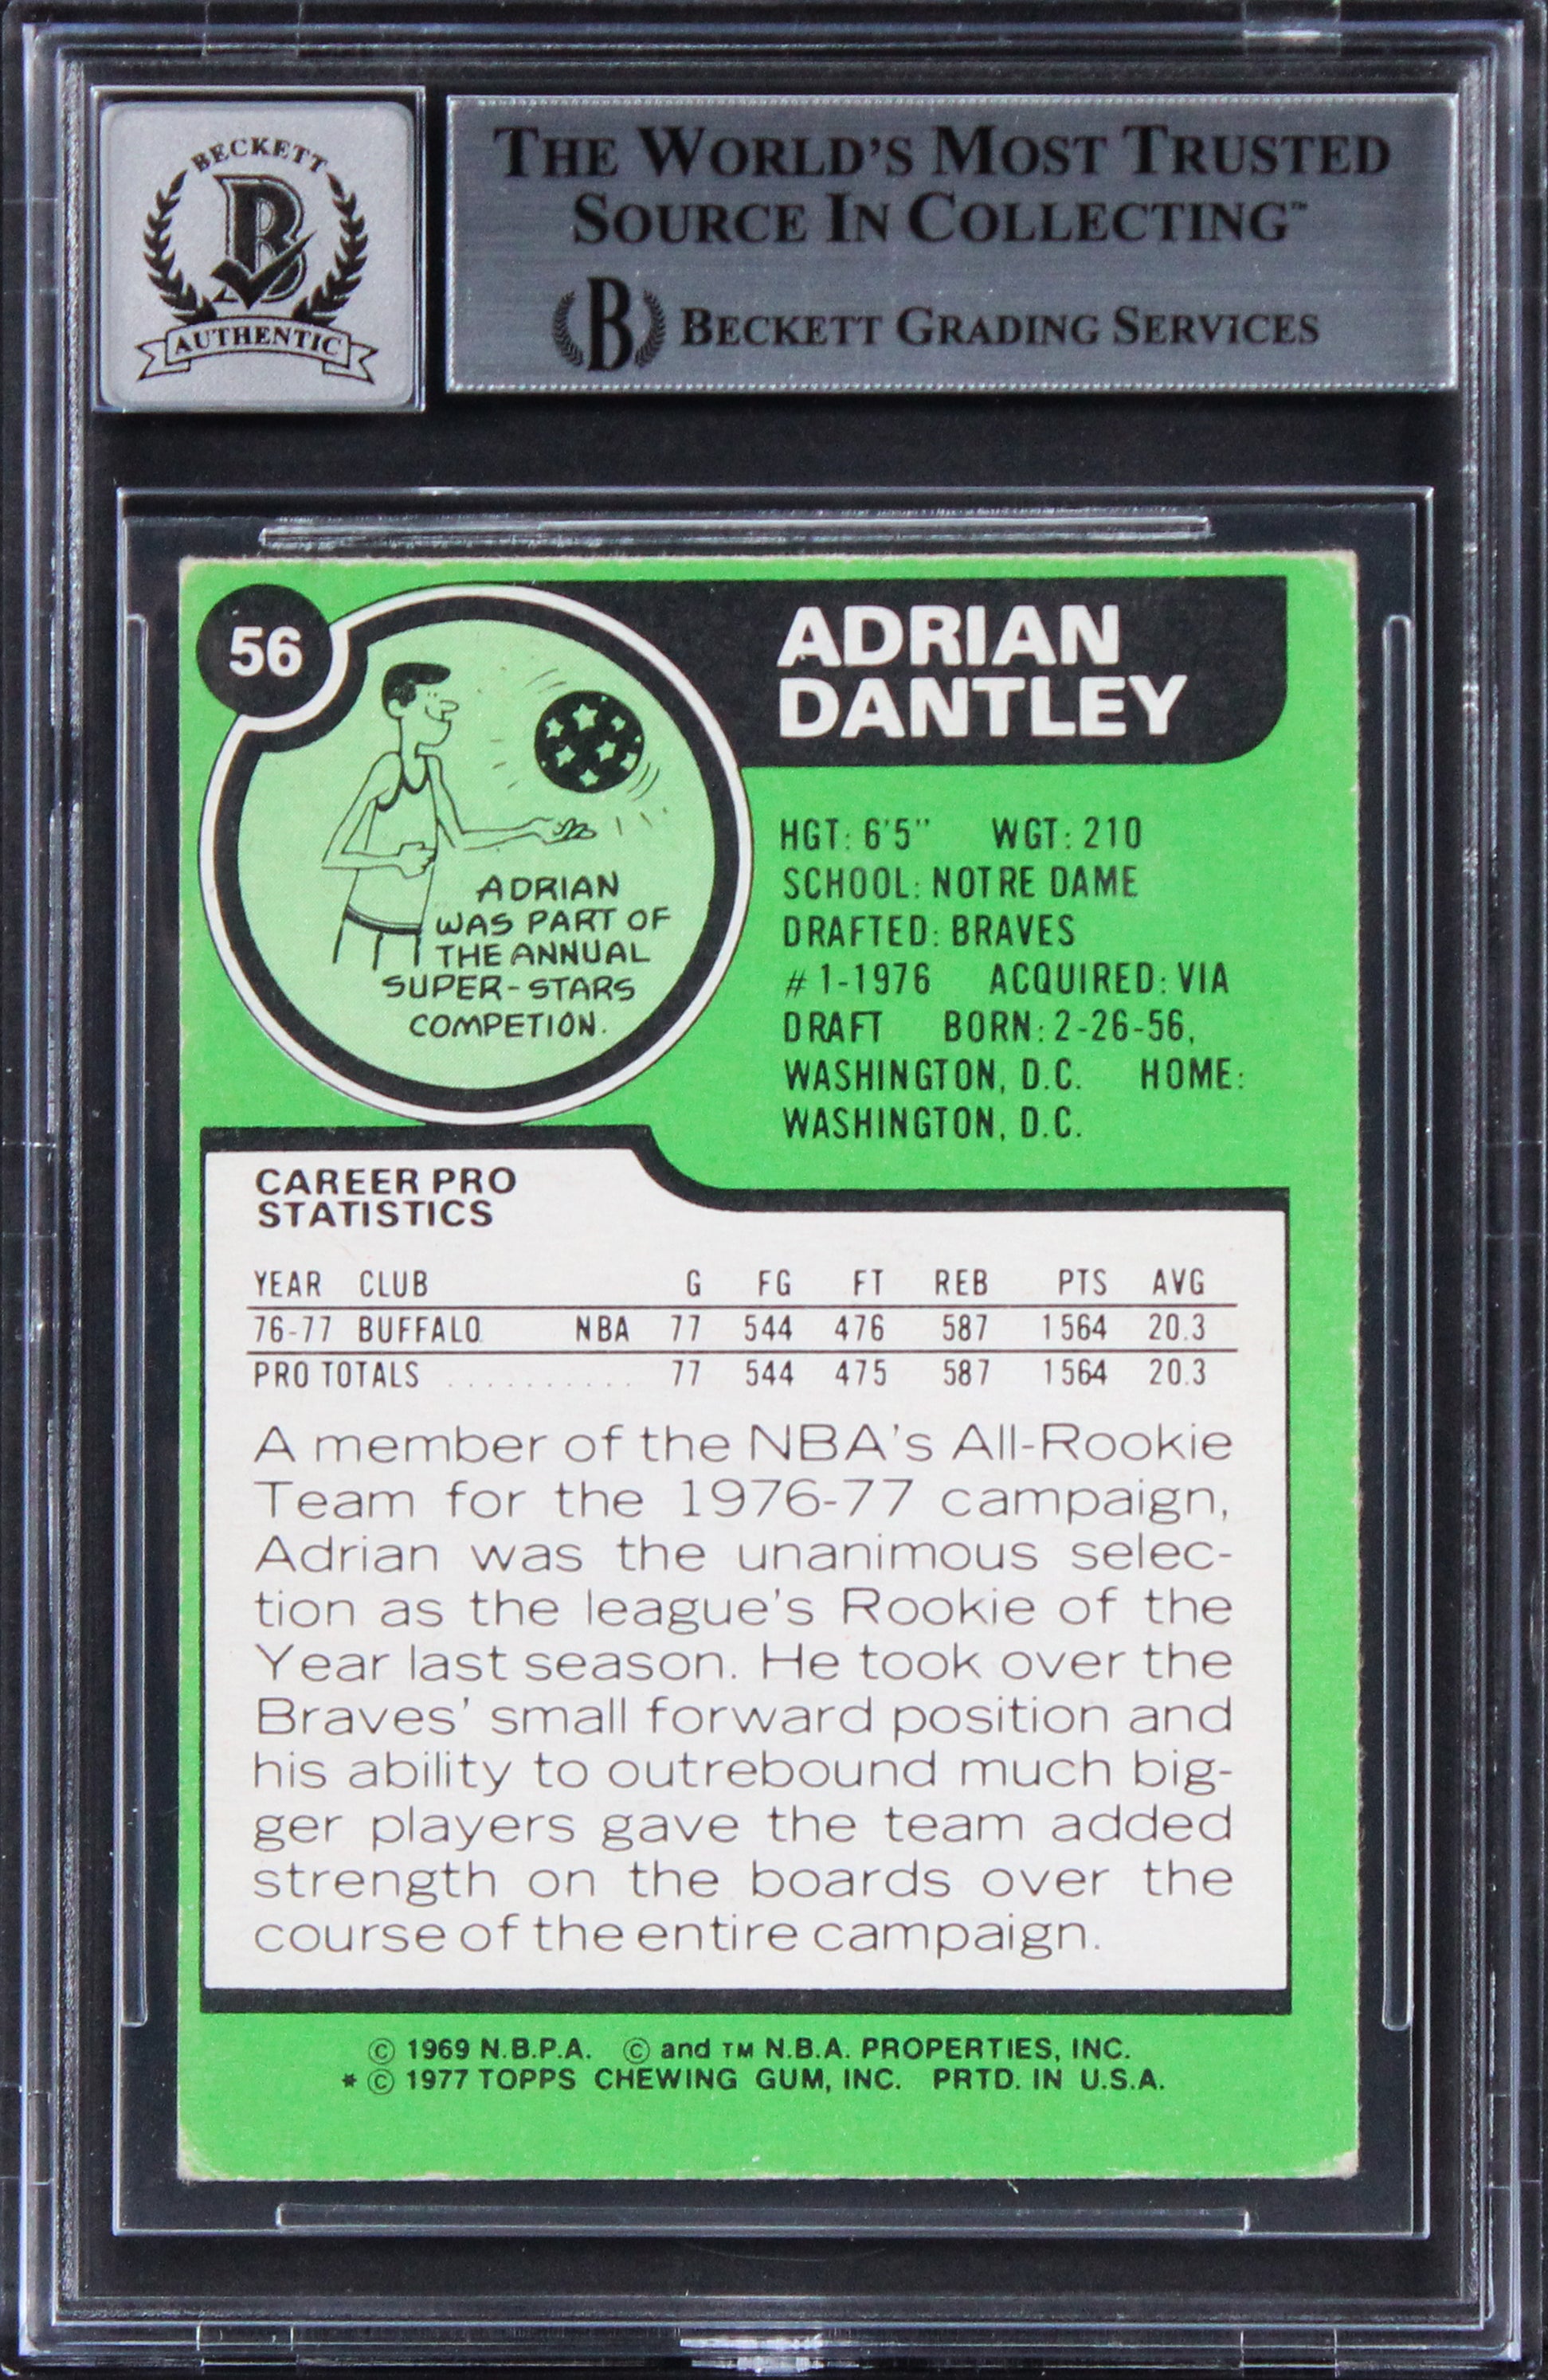 BECKETT
B
AUTHENTIC
THE WORLD'S MOST TRUSTED
SOURCE IN COLLECTING™
B BECKETT GRADING SERVICES
56
ADRIAN
DANTLEY
ADRIAN
WAS PART OF
THE ANNUAL
SUPER-STARS
COMPETION.
HGT: 6'5" WGT: 210
SCHOOL: NOTRE DAME
DRAFTED: BRAVES
#1-1976 ACQUIRED: VIA
DRAFT BORN: 2-26-56,
WASHINGTON, D.C. HOME:
WASHINGTON, D.C.
CAREER PRO
STATISTICS
YEAR CLUB G FG FT REB PTS AVG
76-77 BUFFALO NBA 77 544 476 587 1564 20.3
PRO TOTALS .......... 77 544 475 587 1564 20.3
A member of the NBA's All-Rookie
Team for the 1976-77 campaign,
Adrian was the unanimous selec-
tion as the league's Rookie of the
Year last season. He took over the
Braves' small forward position and
his ability to outrebound much big-
ger players gave the team added
strength on the boards over the
course of the entire campaign.
© 1969 N.B.P.A. © and TM N.B.A. PROPERTIES, INC.
* © 1977 TOPPS CHEWING GUM, INC. PRTD. IN U.S.A.